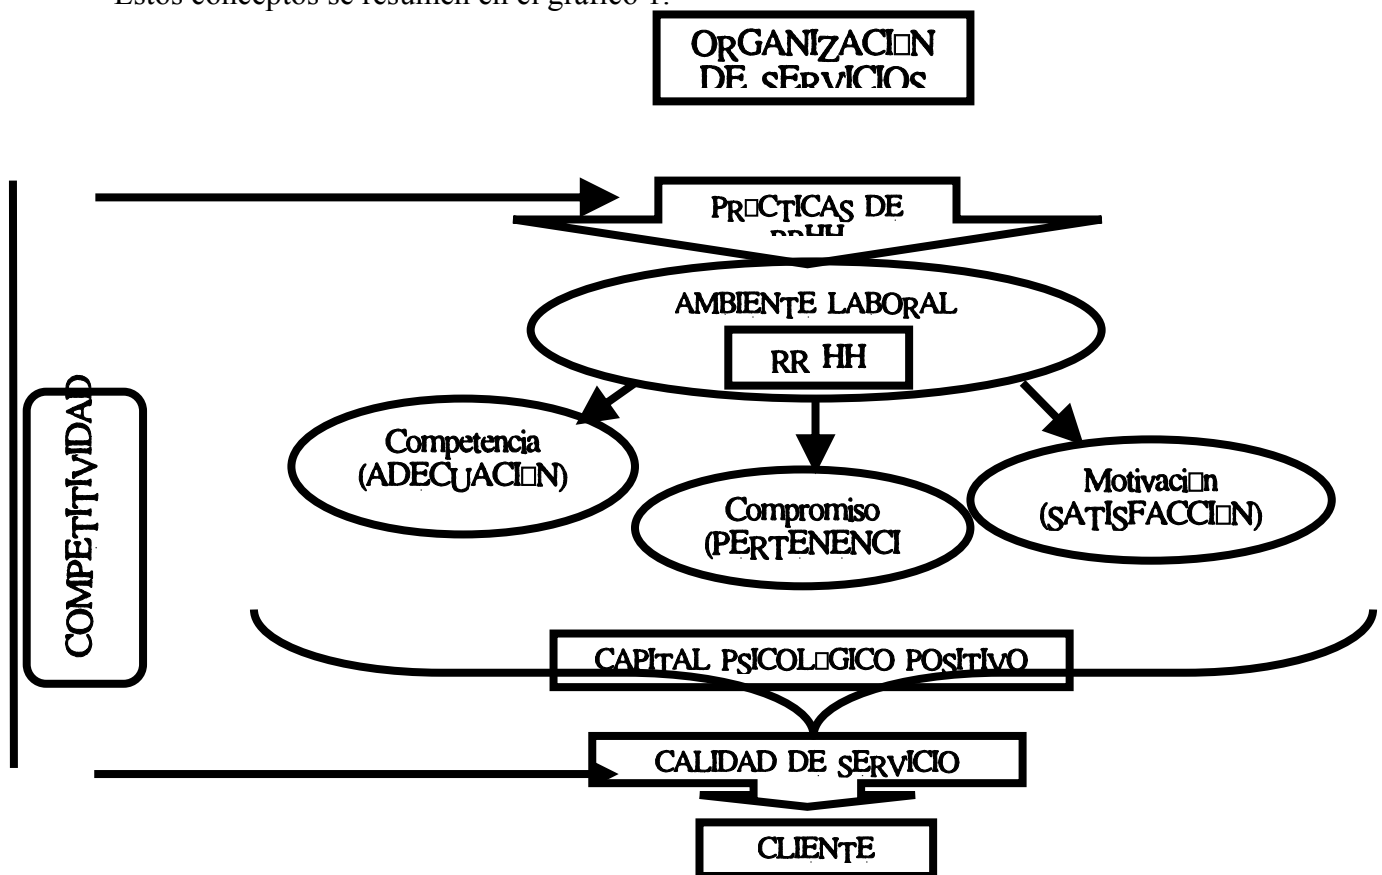 Estos conceptos se resumen en el gráfico 1.
ORGANIZACI□N
DE SERVICIOS
PR□CTICAS DE
RRHH
AMBIENTE LABORAL
RR HH
Competencia
(ADECUACI□N)
Compromiso
(PERTENENCI
Motivaci□n
(SATISFACCI□N)
COMPETITIVIDAD
CAPITAL PSICOL□GICO POSITIVO
CALIDAD DE SERVICIO
CLIENTE